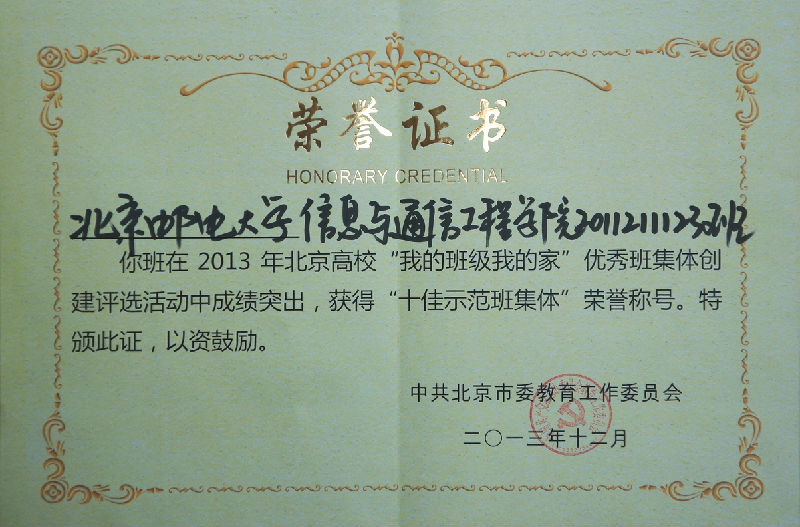 荣誉证书
HONORARY CREDENTIAL
北京邮电大学信息与通信工程学院2011211123班
你班在 2013 年北京高校“我的班级我的家”优秀班集体创
建评选活动中成绩突出，获得“十佳示范班集体”荣誉称号。特
颁此证，以资鼓励。
中共北京市委教育工作委员会
二〇一三年十二月